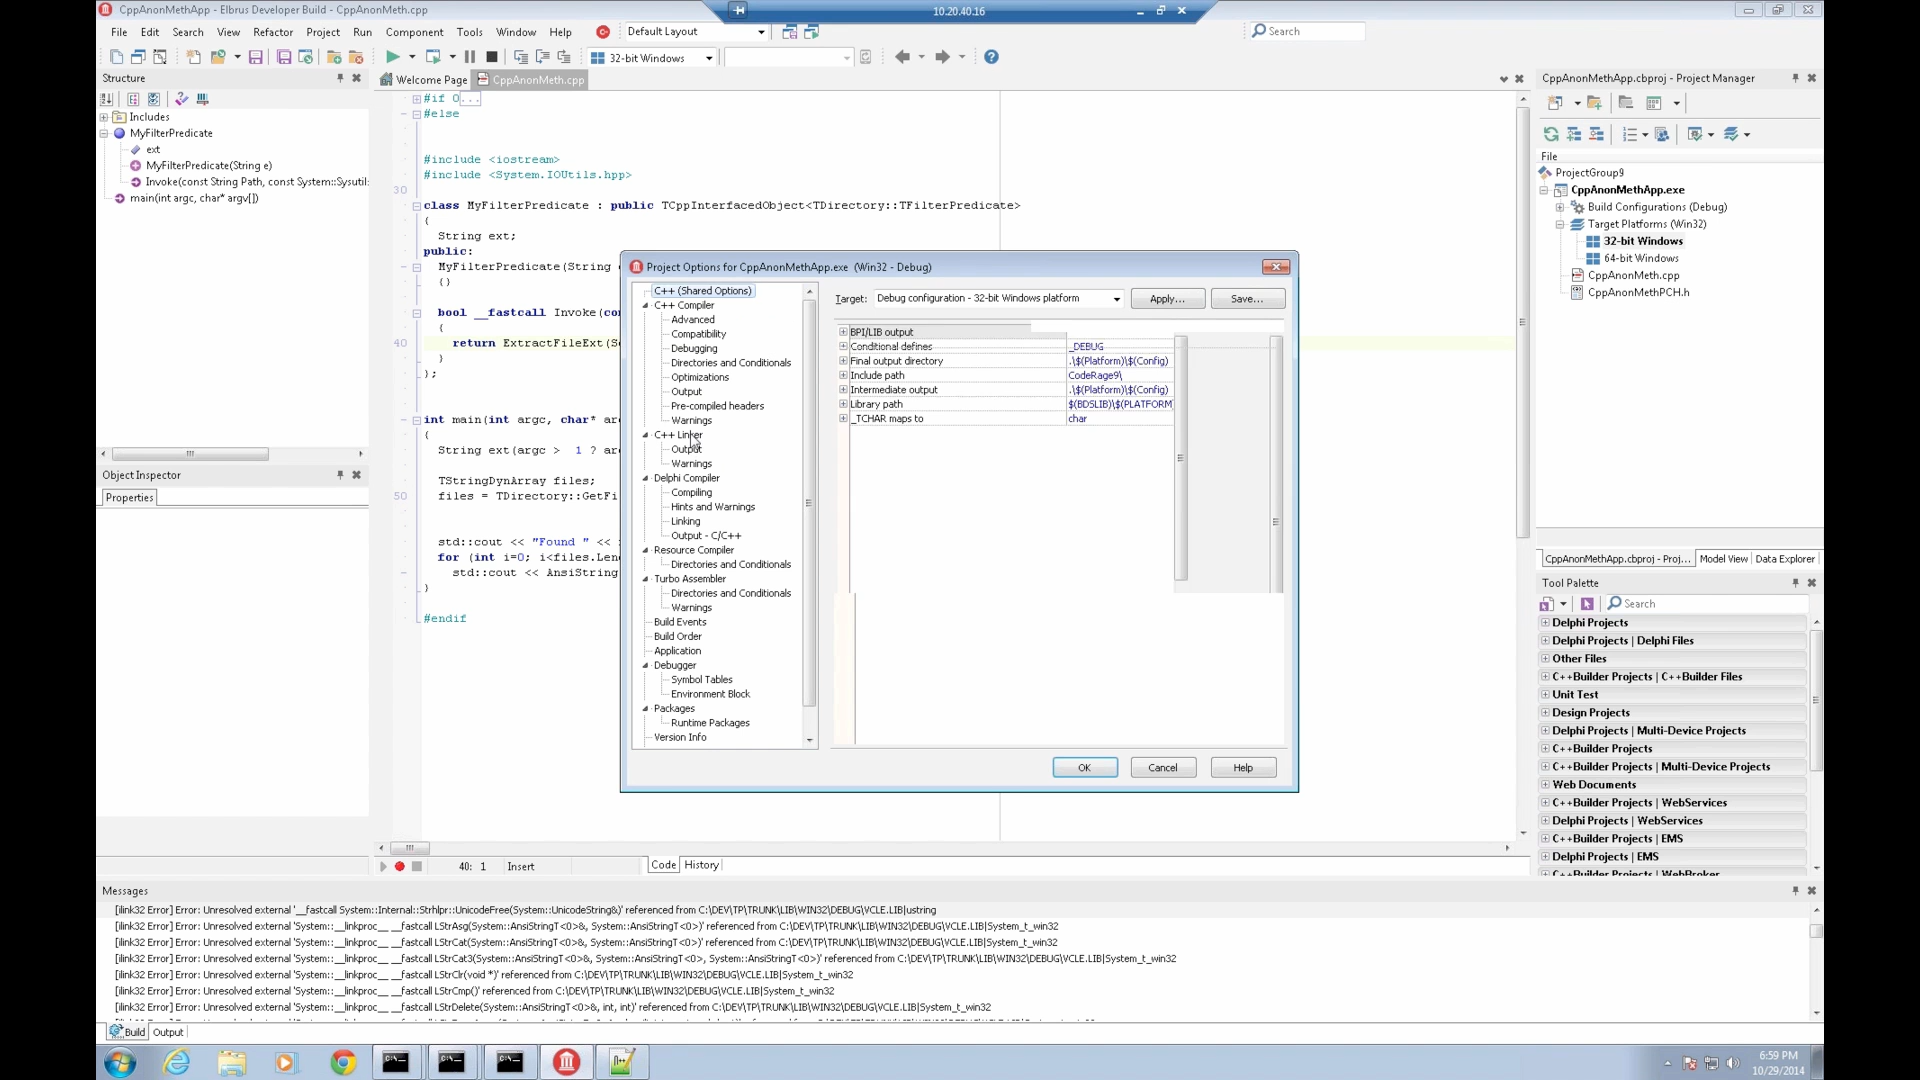 CppAnonMethApp - Elbrus Developer Build - CppAnonMeth.cpp
10.20.40.16
File Edit Search View Refactor Project Run Component Tools Window Help
Default Layout
Search
32-bit Windows
Structure
Includes
MyFilterPredicate
ext
MyFilterPredicate(String e)
Invoke(const String Path, const System::Sysutil:
main(int argc, char* argv[])
Object Inspector
Properties
Welcome Page
CppAnonMeth.cpp
#if 0...
#else
#include <iostream>
#include <System.IOUtils.hpp>
30
class MyFilterPredicate : public TCppInterfacedObject<TDirectory::TFilterPredicate>
{
String ext;
public:
MyFilterPredicate(String
{}
bool __fastcall Invoke(co
{
40 return ExtractFileExt(S
}
};
int main(int argc, char* ar
{
String ext(argc > 1 ? ar
TStringDynArray files;
50 files = TDirectory::GetFi
std::cout << "Found " <<
for (int i=0; i<files.Len
std::cout << AnsiString
}
#endif
40: 1 Insert
Code History
Project Options for CppAnonMethApp.exe (Win32 - Debug)
C++ (Shared Options)
C++ Compiler
Advanced
Compatibility
Debugging
Directories and Conditionals
Optimizations
Output
Pre-compiled headers
Warnings
C++ Linker
Output
Warnings
Delphi Compiler
Compiling
Hints and Warnings
Linking
Output - C/C++
Resource Compiler
Directories and Conditionals
Turbo Assembler
Directories and Conditionals
Warnings
Build Events
Build Order
Application
Debugger
Symbol Tables
Environment Block
Packages
Runtime Packages
Version Info
Target: Debug configuration - 32-bit Windows platform
Apply...
Save...
BPI/LIB output
Conditional defines _DEBUG
Final output directory .\$(Platform)\$(Config)
Include path CodeRage9\
Intermediate output .\$(Platform)\$(Config)
Library path $(BDSLIB)\$(PLATFORM)
_TCHAR maps to char
OK
Cancel
Help
CppAnonMethApp.cbproj - Project Manager
File
ProjectGroup9
CppAnonMethApp.exe
Build Configurations (Debug)
Target Platforms (Win32)
32-bit Windows
64-bit Windows
CppAnonMeth.cpp
CppAnonMethPCH.h
CppAnonMethApp.cbproj - Proj... Model View Data Explorer
Tool Palette
Search
Delphi Projects
Delphi Projects | Delphi Files
Other Files
C++Builder Projects | C++Builder Files
Unit Test
Design Projects
Delphi Projects | Multi-Device Projects
C++Builder Projects
C++Builder Projects | Multi-Device Projects
Web Documents
C++Builder Projects | WebServices
Delphi Projects | WebServices
C++Builder Projects | EMS
Delphi Projects | EMS
C++Builder Projects | WebBroker
Messages
[ilink32 Error] Error: Unresolved external '__fastcall System::Internal::Strhlpr::UnicodeFree(System::UnicodeString&)' referenced from C:\DEV\TP\TRUNK\LIB\WIN32\DEBUG\VCLE.LIB|ustring
[ilink32 Error] Error: Unresolved external 'System::__linkproc__ __fastcall LStrAsg(System::AnsiStringT<0>&, System::AnsiStringT<0>)' referenced from C:\DEV\TP\TRUNK\LIB\WIN32\DEBUG\VCLE.LIB|System_t_win32
[ilink32 Error] Error: Unresolved external 'System::__linkproc__ __fastcall LStrCat(System::AnsiStringT<0>&, System::AnsiStringT<0>)' referenced from C:\DEV\TP\TRUNK\LIB\WIN32\DEBUG\VCLE.LIB|System_t_win32
[ilink32 Error] Error: Unresolved external 'System::__linkproc__ __fastcall LStrCat3(System::AnsiStringT<0>&, System::AnsiStringT<0>, System::AnsiStringT<0>)' referenced from C:\DEV\TP\TRUNK\LIB\WIN32\DEBUG\VCLE.LIB|System_t_win32
[ilink32 Error] Error: Unresolved external 'System::__linkproc__ __fastcall LStrClr(void *)' referenced from C:\DEV\TP\TRUNK\LIB\WIN32\DEBUG\VCLE.LIB|System_t_win32
[ilink32 Error] Error: Unresolved external 'System::__linkproc__ __fastcall LStrCmp()' referenced from C:\DEV\TP\TRUNK\LIB\WIN32\DEBUG\VCLE.LIB|System_t_win32
[ilink32 Error] Error: Unresolved external 'System::__linkproc__ __fastcall LStrDelete(System::AnsiStringT<0>&, int, int)' referenced from C:\DEV\TP\TRUNK\LIB\WIN32\DEBUG\VCLE.LIB|System_t_win32
Build Output
6:59 PM
10/29/2014